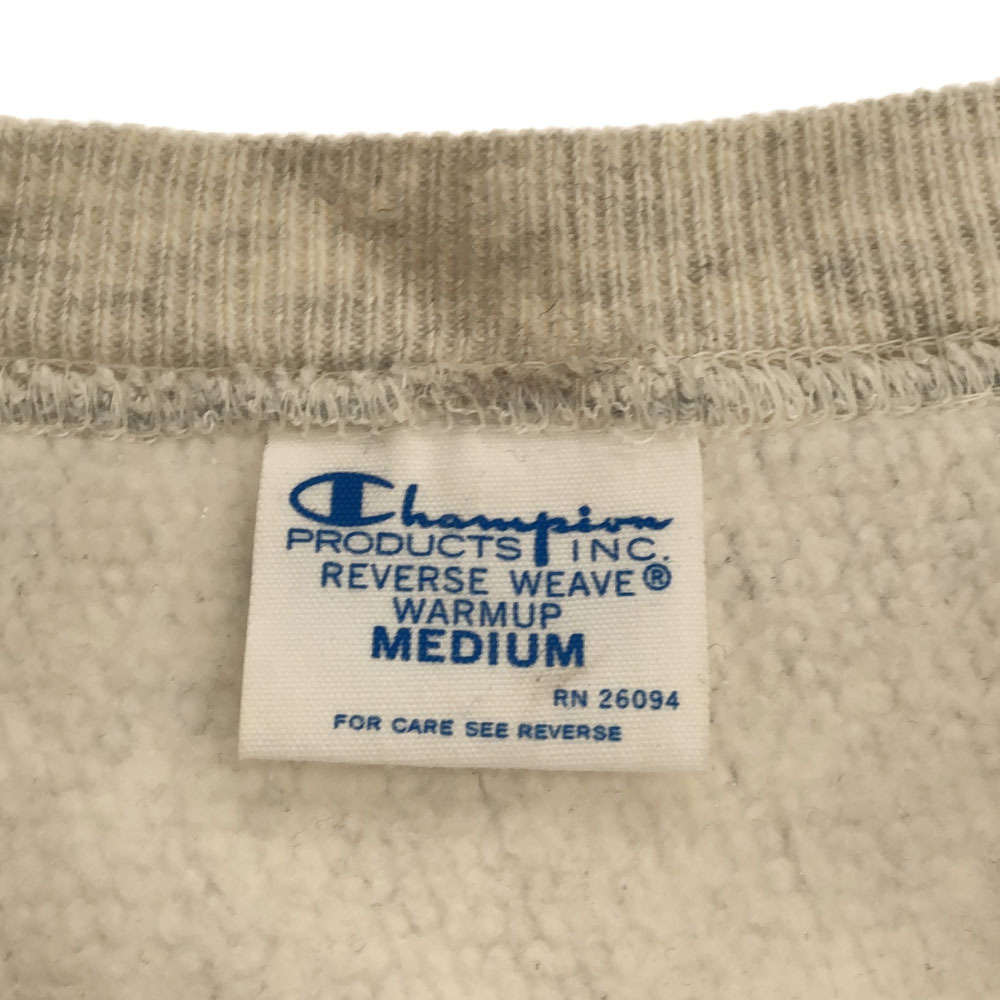 Champion
PRODUCTS INC.
REVERSE WEAVE®
WARMUP
MEDIUM
RN 26094
FOR CARE SEE REVERSE